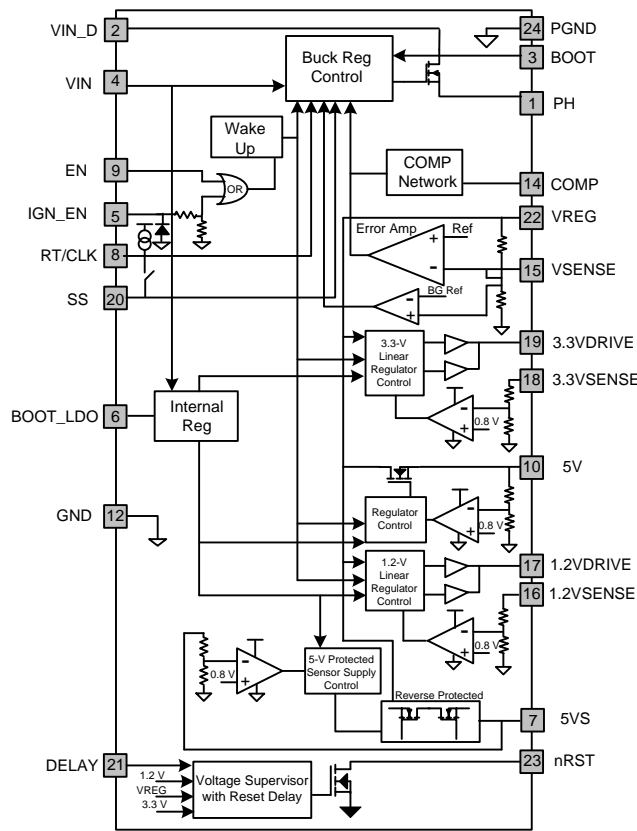 VIN_D 2
24 PGND
3 BOOT
VIN 4
Buck Reg
Control
1 PH
Wake
Up
EN 9
OR
COMP
Network
14 COMP
IGN_EN 5
22 VREG
Error Amp
+
Ref
RT/CLK 8
-
15 VSENSE
SS 20
BG Ref
-
+
3.3-V
Linear
Regulator
Control
19 3.3VDRIVE
18 3.3VSENSE
BOOT_LDO 6
Internal
Reg
-
+
0.8 V
10 5V
GND 12
Regulator
Control
-
+
0.8 V
1.2-V
Linear
Regulator
Control
17 1.2VDRIVE
16 1.2VSENSE
-
+
0.8 V
-
+
0.8 V
5-V Protected
Sensor Supply
Control
Reverse Protected
7 5VS
DELAY 21
23 nRST
1.2 V
VREG
3.3 V
Voltage Supervisor
with Reset Delay